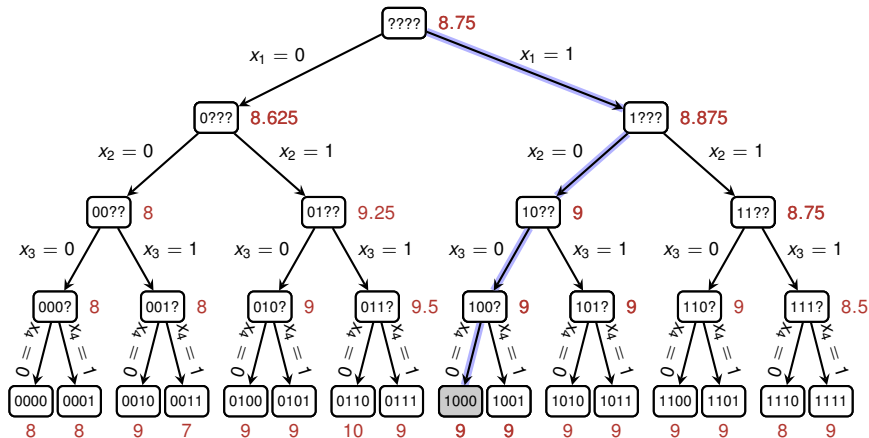 ???? 8.75
x₁ = 0 x₁ = 1
0??? 8.625 1??? 8.875
x₂ = 0 x₂ = 1 x₂ = 0 x₂ = 1
00?? 8 01?? 9.25 10?? 9 11?? 8.75
x₃ = 0 x₃ = 1 x₃ = 0 x₃ = 1 x₃ = 0 x₃ = 1 x₃ = 0 x₃ = 1
000? 8 001? 8 010? 9 011? 9.5 100? 9 101? 9 110? 9 111? 8.5
x₄ = 0 x₄ = 1 x₄ = 0 x₄ = 1 x₄ = 0 x₄ = 1 x₄ = 0 x₄ = 1 x₄ = 0 x₄ = 1 x₄ = 0 x₄ = 1 x₄ = 0 x₄ = 1 x₄ = 0 x₄ = 1
0000 0001 0010 0011 0100 0101 0110 0111 1000 1001 1010 1011 1100 1101 1110 1111
8 8 9 7 9 9 10 9 9 9 9 9 9 9 8 9